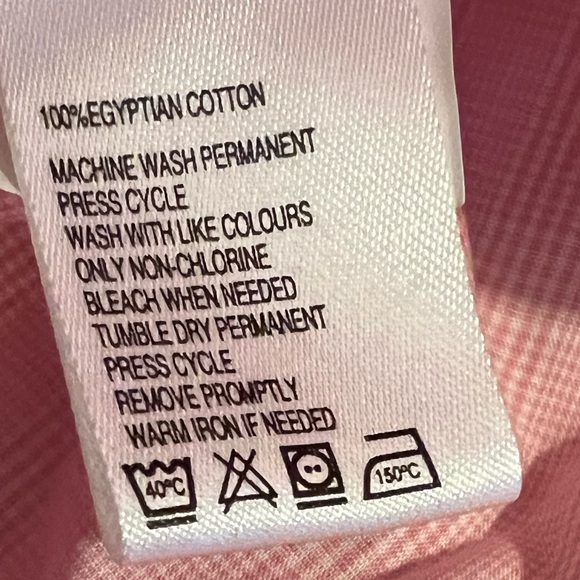 100%EGYPTIAN COTTON
MACHINE WASH PERMANENT
PRESS CYCLE
WASH WITH LIKE COLOURS
ONLY NON-CHLORINE
BLEACH WHEN NEEDED
TUMBLE DRY PERMANENT
PRESS CYCLE
REMOVE PROMPTLY
WARM IRON IF NEEDED
40°C 150°C